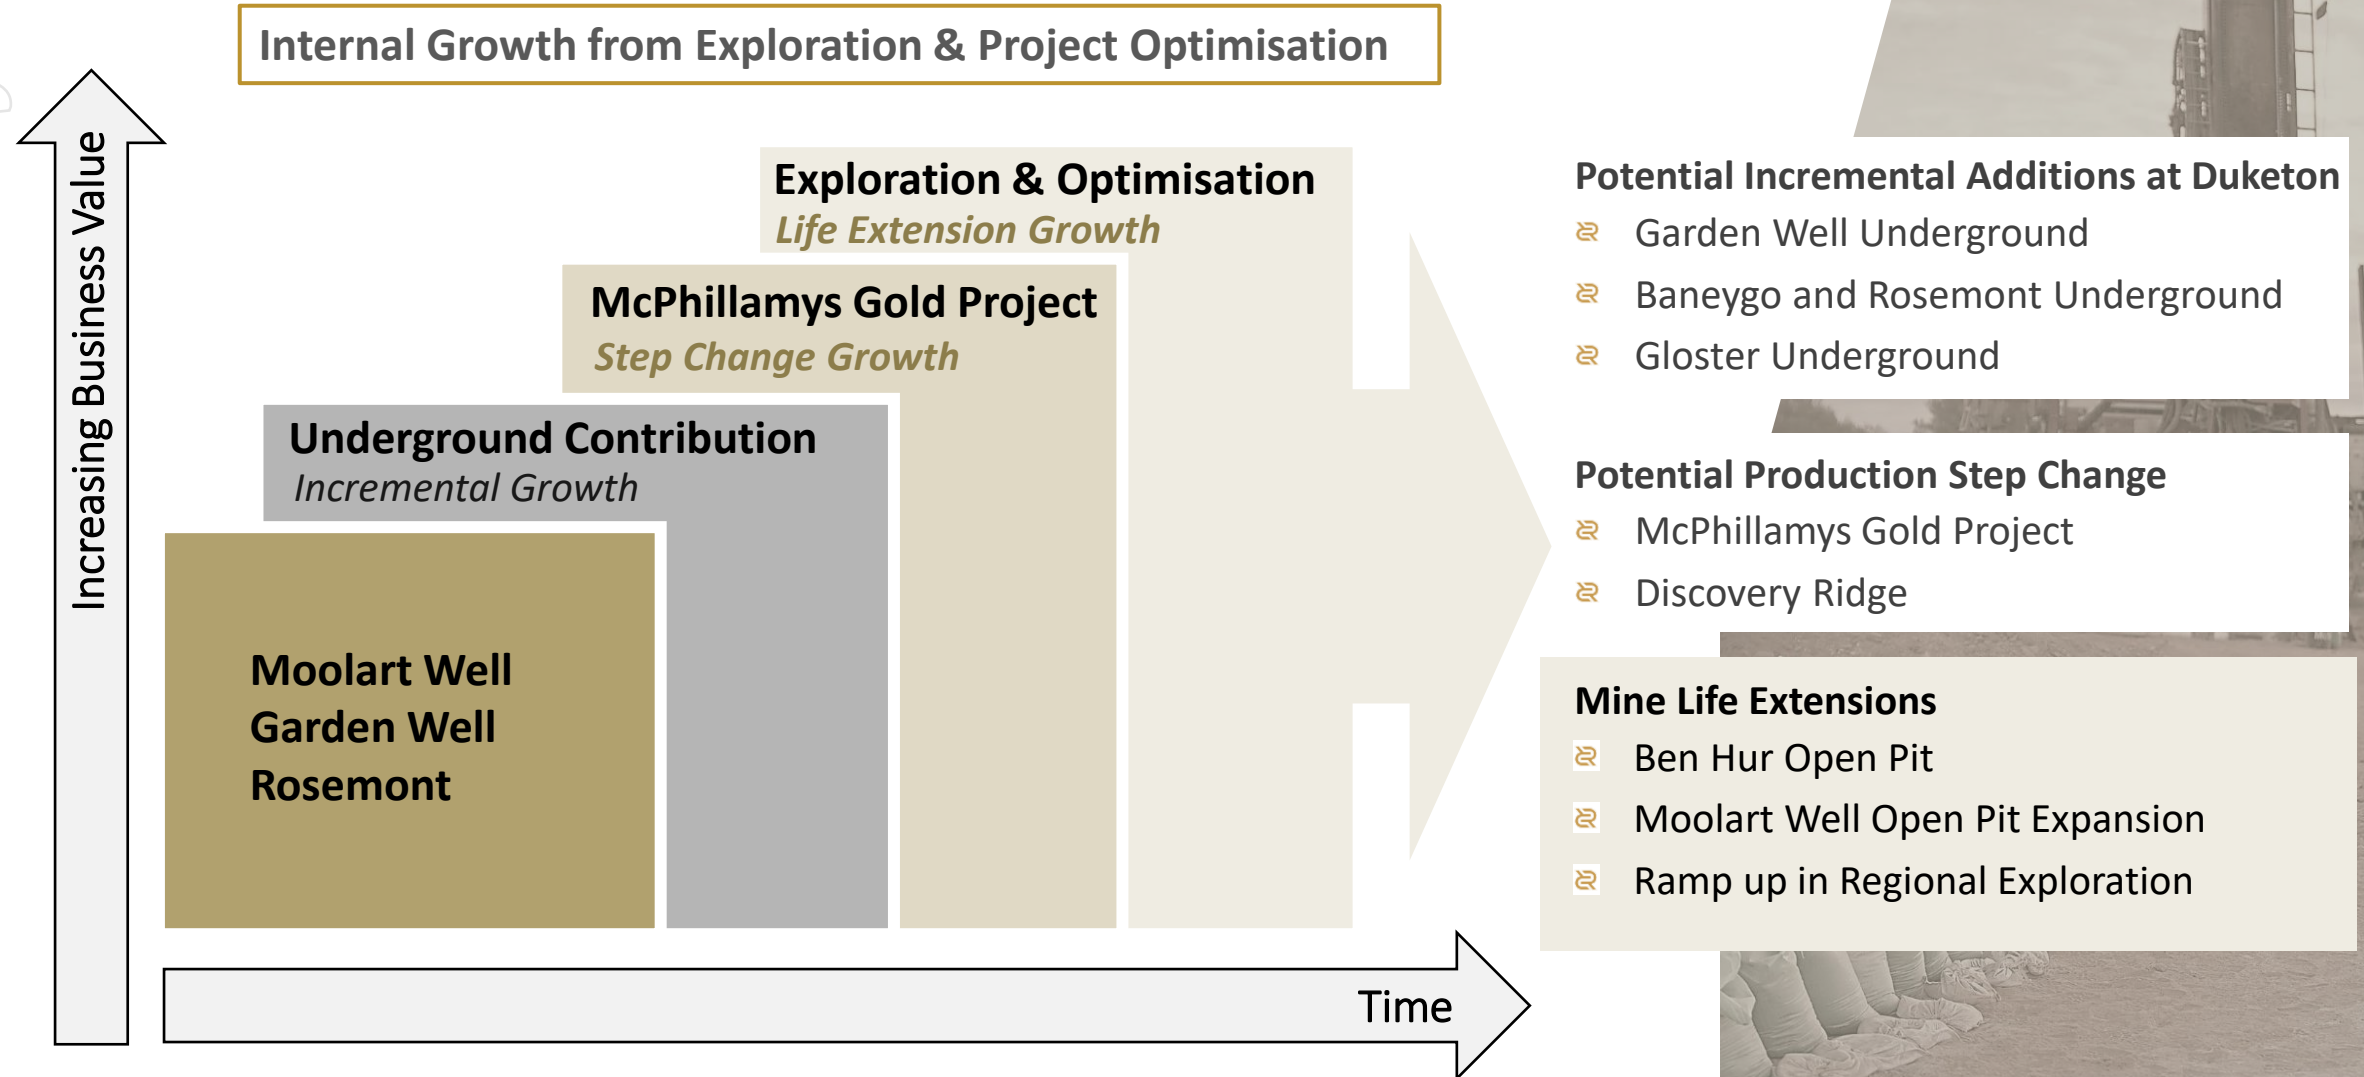 Internal Growth from Exploration & Project Optimisation
Increasing Business Value
Exploration & Optimisation
Life Extension Growth
McPhillamys Gold Project
Step Change Growth
Underground Contribution
Incremental Growth
Moolart Well
Garden Well
Rosemont
Time
Potential Incremental Additions at Duketon
Garden Well Underground
Baneygo and Rosemont Underground
Gloster Underground
Potential Production Step Change
McPhillamys Gold Project
Discovery Ridge
Mine Life Extensions
Ben Hur Open Pit
Moolart Well Open Pit Expansion
Ramp up in Regional Exploration